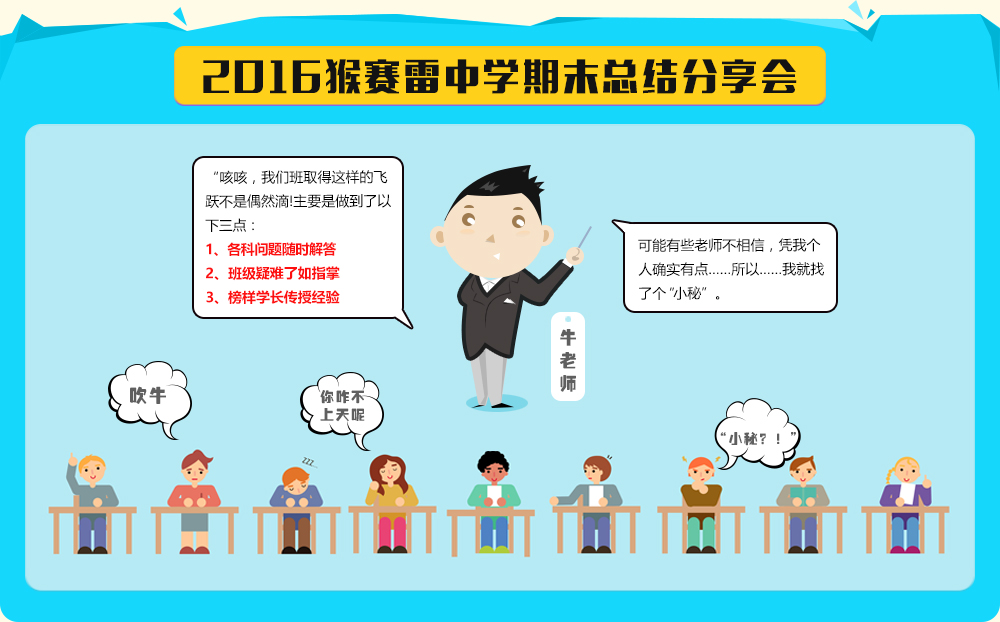 2016猴赛雷中学期末总结分享会
“咳咳，我们班取得这样的飞
跃不是偶然滴!主要是做到了以
下三点：
1、各科问题随时解答
2、班级疑难了如指掌
3、榜样学长传授经验
可能有些老师不相信，凭我个
人确实有点......所以......我就找
了个“小秘”。
牛老师
吹牛
你咋不
上天呢
“小秘？！”
zzz...